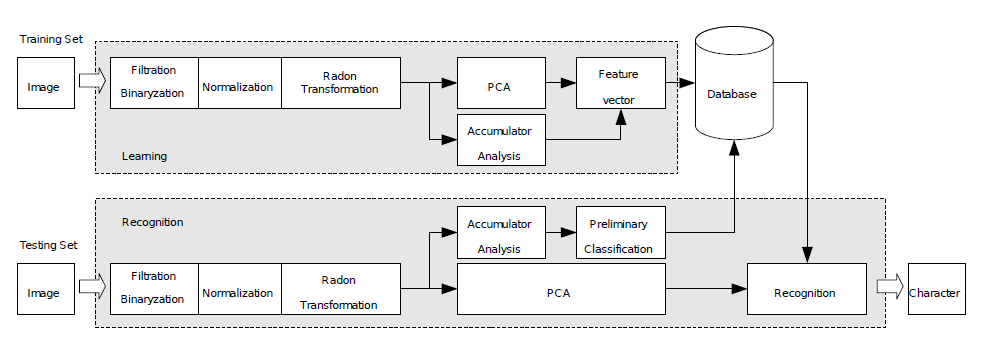 Training Set
Image
Filtration
Binaryzation
Normalization
Radon
Transformation
PCA
Feature
vector
Accumulator
Analysis
Learning
Database
Recognition
Accumulator
Analysis
Preliminary
Classification
Testing Set
Image
Filtration
Binaryzation
Normalization
Radon
Transformation
PCA
Recognition
Character